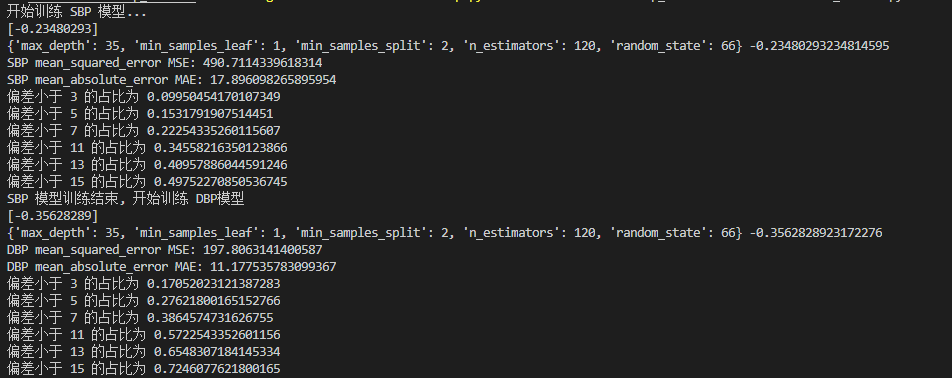 开始训练 SBP 模型...
[-0.23480293]
{'max_depth': 35, 'min_samples_leaf': 1, 'min_samples_split': 2, 'n_estimators': 120, 'random_state': 66} -0.23480293234814595
SBP mean_squared_error MSE: 490.7114339618314
SBP mean_absolute_error MAE: 17.896098265895954
偏差小于 3 的占比为 0.09950454170107349
偏差小于 5 的占比为 0.1531791907514451
偏差小于 7 的占比为 0.22254335260115607
偏差小于 11 的占比为 0.34558216350123866
偏差小于 13 的占比为 0.40957886044591246
偏差小于 15 的占比为 0.49752270850536745
SBP 模型训练结束, 开始训练 DBP模型
[-0.35628289]
{'max_depth': 35, 'min_samples_leaf': 1, 'min_samples_split': 2, 'n_estimators': 120, 'random_state': 66} -0.3562828923172276
DBP mean_squared_error MSE: 197.8063141400587
DBP mean_absolute_error MAE: 11.177535783099367
偏差小于 3 的占比为 0.17052023121387283
偏差小于 5 的占比为 0.27621800165152766
偏差小于 7 的占比为 0.3864574731626755
偏差小于 11 的占比为 0.5722543352601156
偏差小于 13 的占比为 0.6548307184145334
偏差小于 15 的占比为 0.7246077621800165